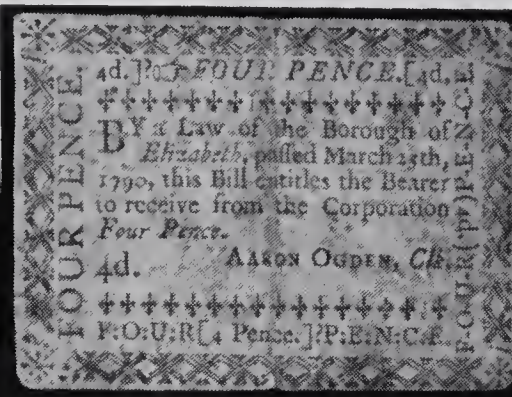 4d.] FOUR PENCE.[4d.
BY a Law of the Borough of
Elizabeth, paſſed March 15th,
1790, this Bill entitles the Bearer
to receive from the Corporation
Four Pence.
4d. AARON OGDEN, Clk.
F:O:U:R[4 Pence.]P:E:N:C:E
FOUR PENCE.
F-O-U-R-(4d)P-E-N-C-E